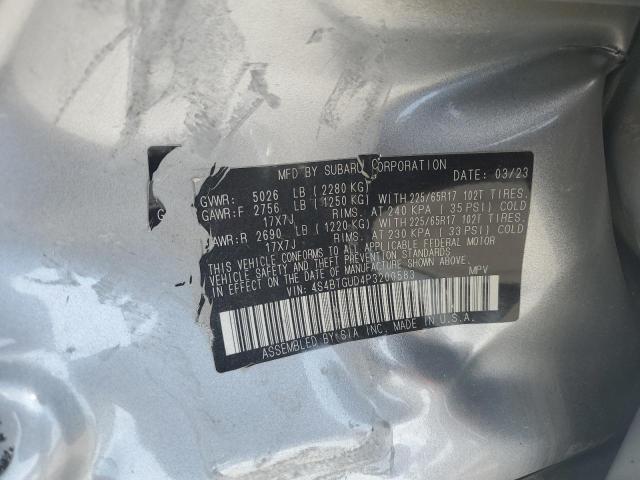 MFD BY SUBARU CORPORATION DATE: 03/23
GVWR: 5026 LB (2280 KG)
GAWR:F 2756 LB (1250 KG) WITH 225/65R17 102T TIRES,
17X7J RIMS, AT 240 KPA (35 PSI) COLD
GAWR:R 2690 LB (1220 KG) WITH 225/65R17 102T TIRES,
17X7J RIMS, AT 230 KPA (33 PSI) COLD
THIS VEHICLE CONFORMS TO ALL APPLICABLE FEDERAL MOTOR
VEHICLE SAFETY AND THEFT PREVENTION STANDARDS
IN EFFECT ON THE DATE OF MANUFACTURE SHOWN ABOVE.
VIN: 4S4BTGUD4P3200583 MPV
ASSEMBLED BY SIA INC, MADE IN U.S.A.